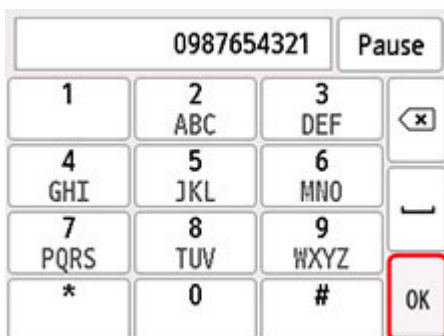 0987654321 Pause
1 2 3
ABC DEF
4 5 6
GHI JKL MNO
7 8 9
PQRS TUV WXYZ
* 0 # OK